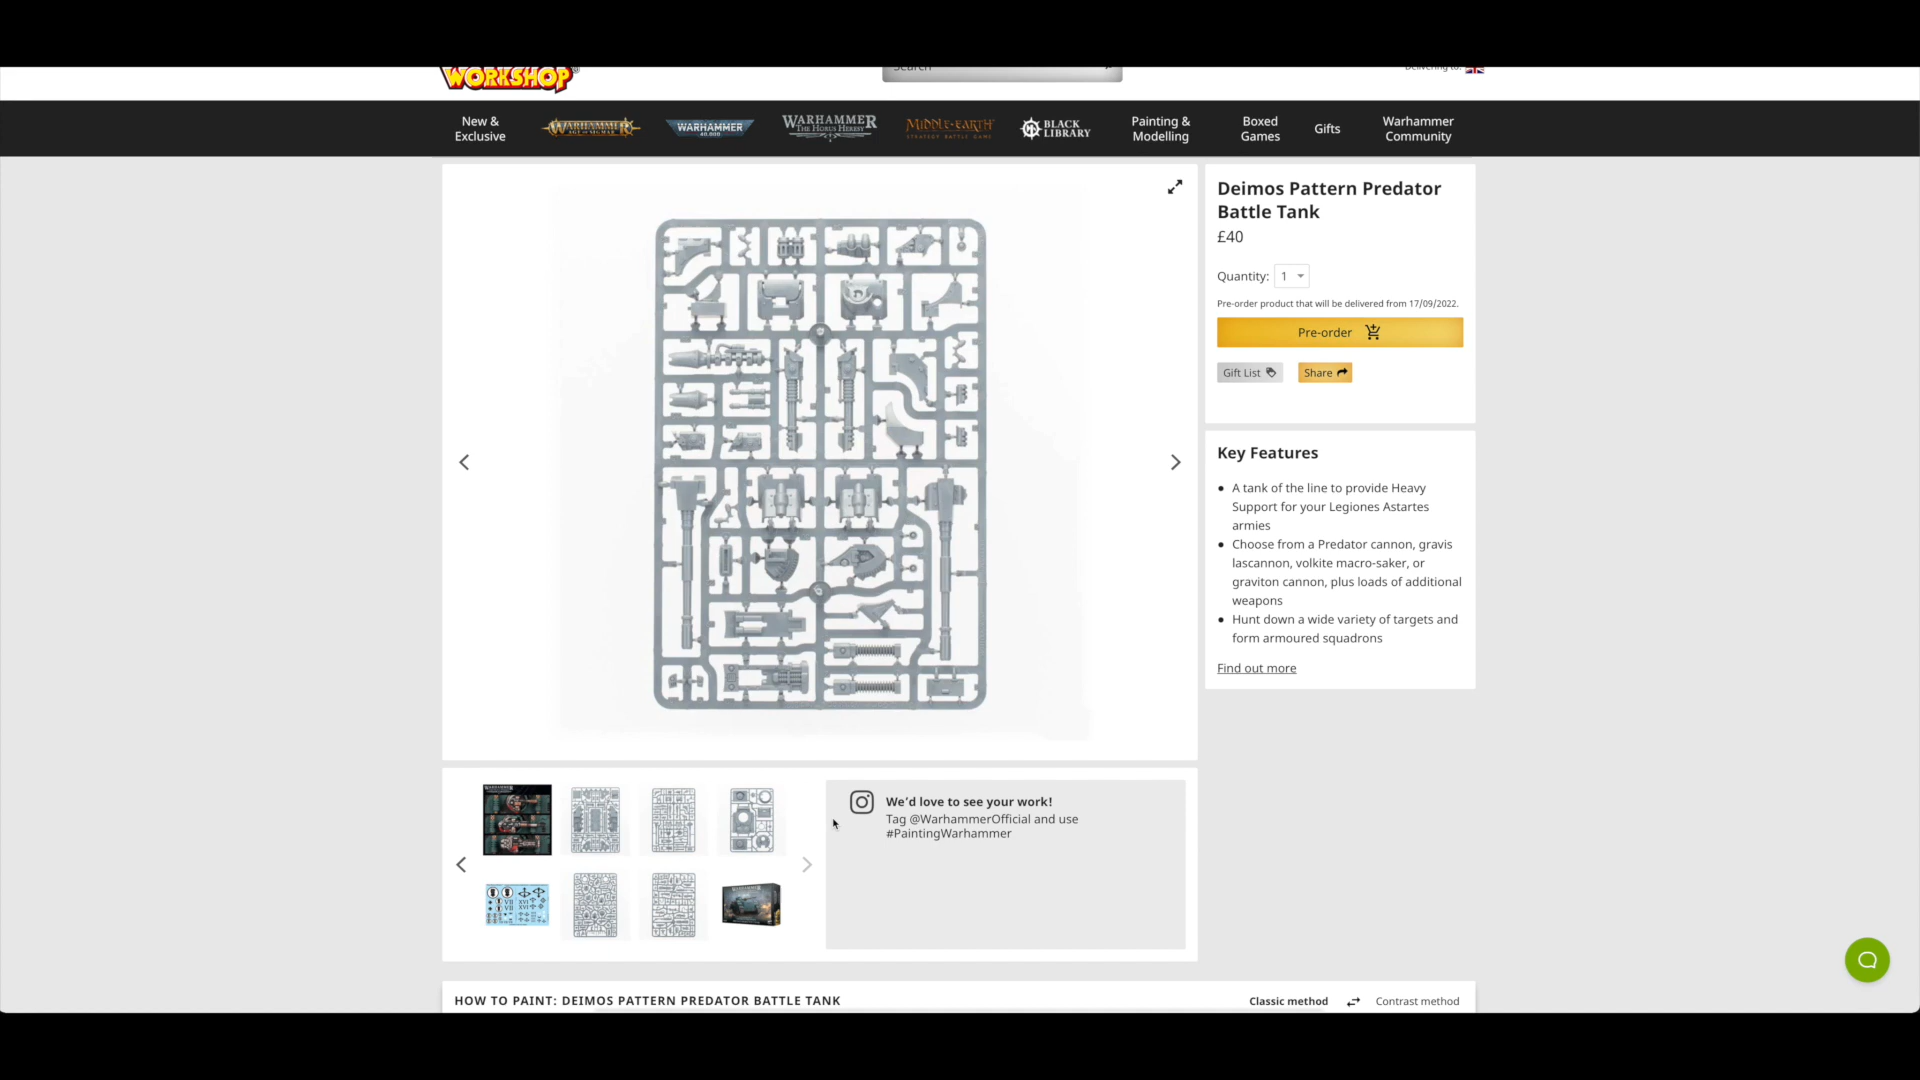 WORKSHOP
Search
Delivering to:
New &
Exclusive
WARHAMMER
AGE OF SIGMAR
WARHAMMER
40,000
WARHAMMER
THE HORUS HERESY
MIDDLE-EARTH
STRATEGY BATTLE GAME
BLACK
LIBRARY
Painting &
Modelling
Boxed
Games
Gifts
Warhammer
Community
Deimos Pattern Predator
Battle Tank
£40
Quantity: 1
Pre-order product that will be delivered from 17/09/2022.
Pre-order
Gift List
Share
Key Features
A tank of the line to provide Heavy
Support for your Legiones Astartes
armies
Choose from a Predator cannon, gravis
lascannon, volkite macro-saker, or
graviton cannon, plus loads of additional
weapons
Hunt down a wide variety of targets and
form armoured squadrons
Find out more
We'd love to see your work!
Tag @WarhammerOfficial and use
#PaintingWarhammer
HOW TO PAINT: DEIMOS PATTERN PREDATOR BATTLE TANK
Classic method
Contrast method